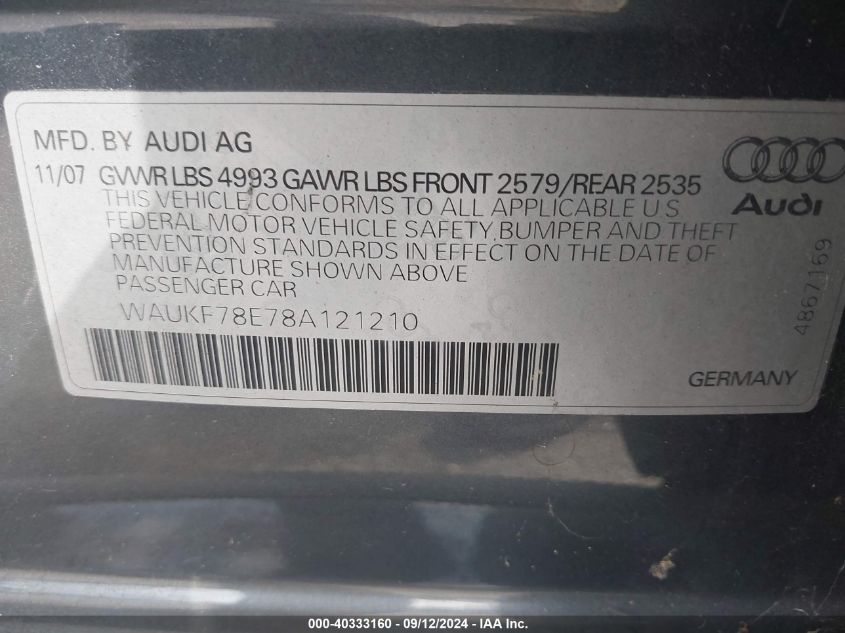 MFD. BY AUDI AG
11/07 GVWR LBS 4993 GAWR LBS FRONT 2579/REAR 2535
THIS VEHICLE CONFORMS TO ALL APPLICABLE U S
FEDERAL MOTOR VEHICLE SAFETY, BUMPER AND THEFT
PREVENTION STANDARDS IN EFFECT ON THE DATE OF
MANUFACTURE SHOWN ABOVE
PASSENGER CAR
WAUKF78E78A121210
Audi
4867169
GERMANY
000-40333160 - 09/12/2024 - IAA Inc.